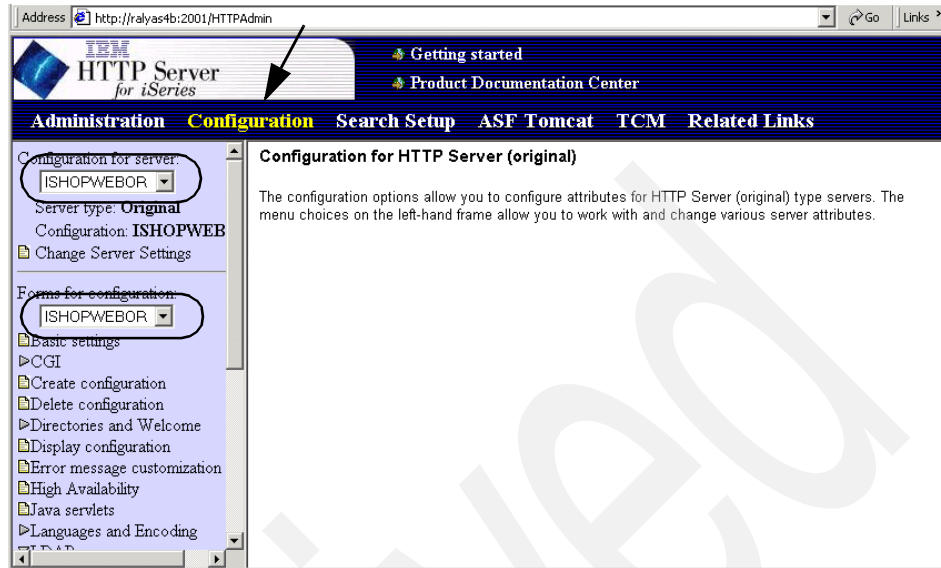 Address http://ralyas4b:2001/HTTPAdmin Go Links
IBM
HTTP Server
for iSeries
Getting started
Product Documentation Center
Administration Configuration Search Setup ASF Tomcat TCM Related Links
Configuration for server:
ISHOPWEBOR
Server type: Original
Configuration: ISHOPWEB
Change Server Settings
Forms for configuration:
ISHOPWEBOR
Basic settings
CGI
Create configuration
Delete configuration
Directories and Welcome
Display configuration
Error message customization
High Availability
Java servlets
Languages and Encoding
LDAP
Configuration for HTTP Server (original)
The configuration options allow you to configure attributes for HTTP Server (original) type servers. The
menu choices on the left-hand frame allow you to work with and change various server attributes.